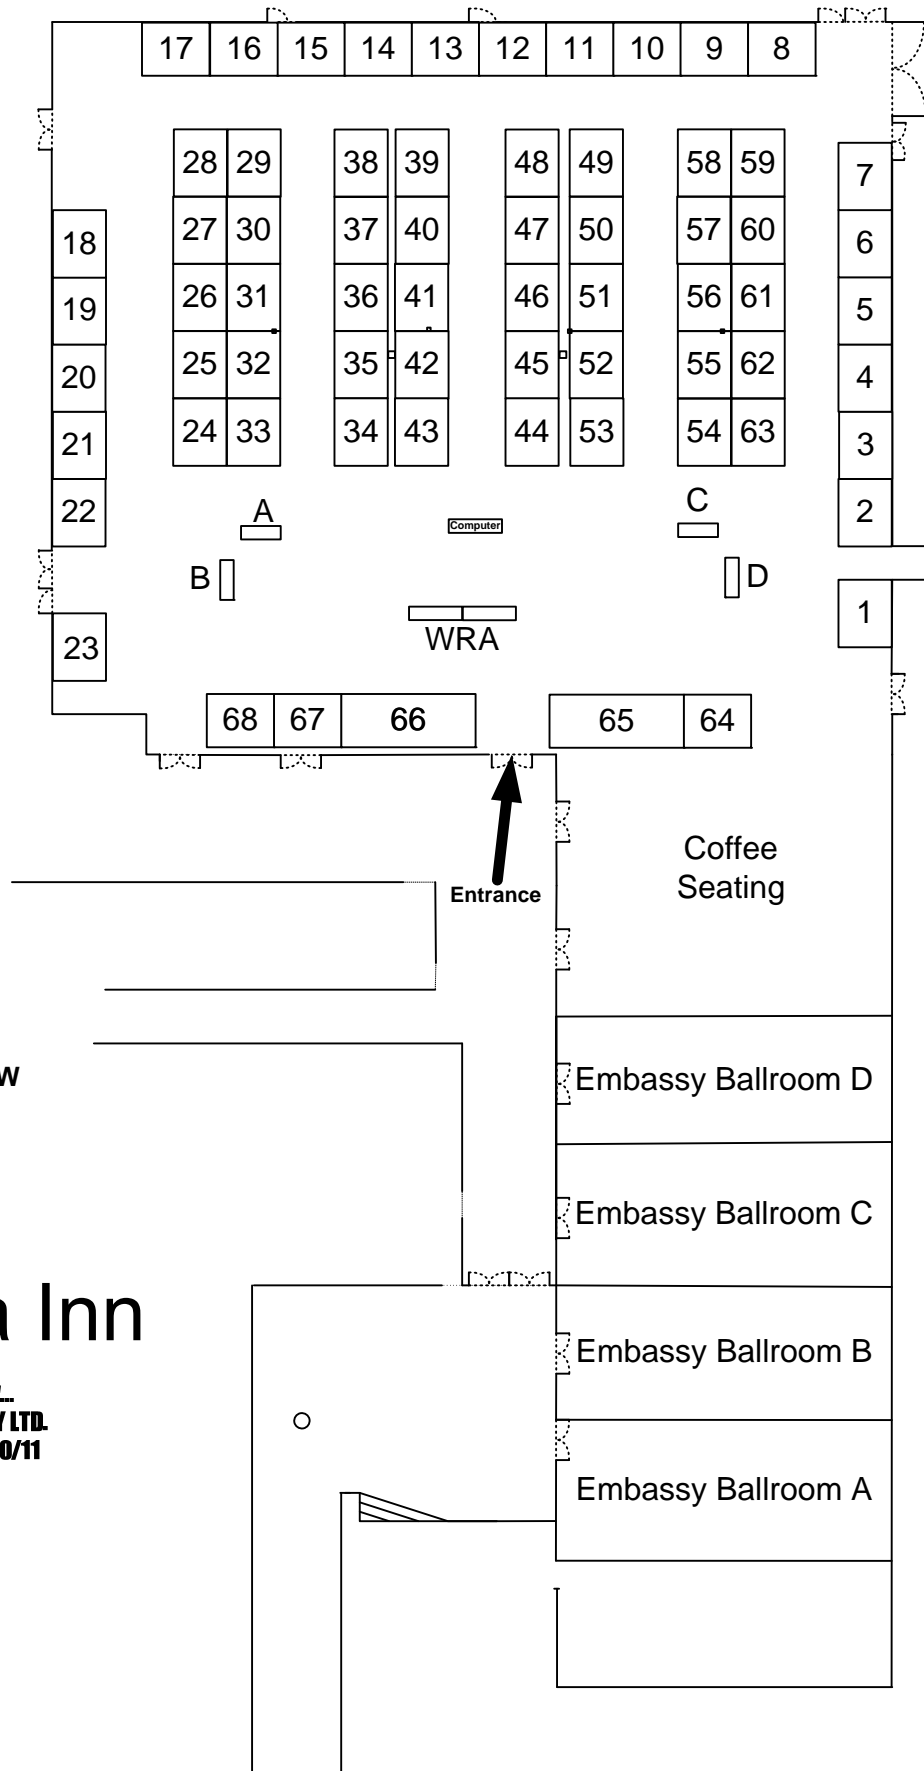 17 16 15 14 13 12 11 10 9 8
28 29 38 39 48 49 58 59
7
27 30 37 40 47 50 57 60
18 6
26 31 36 41 46 51 56 61
19 5
25 32 35 42 45 52 55 62
20 4
24 33 34 43 44 53 54 63
21 3
22 A Computer C 2
B D
1
WRA
23
68 67 66 65 64
Coffee
Seating
Entrance
W
Embassy Ballroom D
Embassy Ballroom C
a Inn
Embassy Ballroom B
Y LTD.
0/11
Embassy Ballroom A